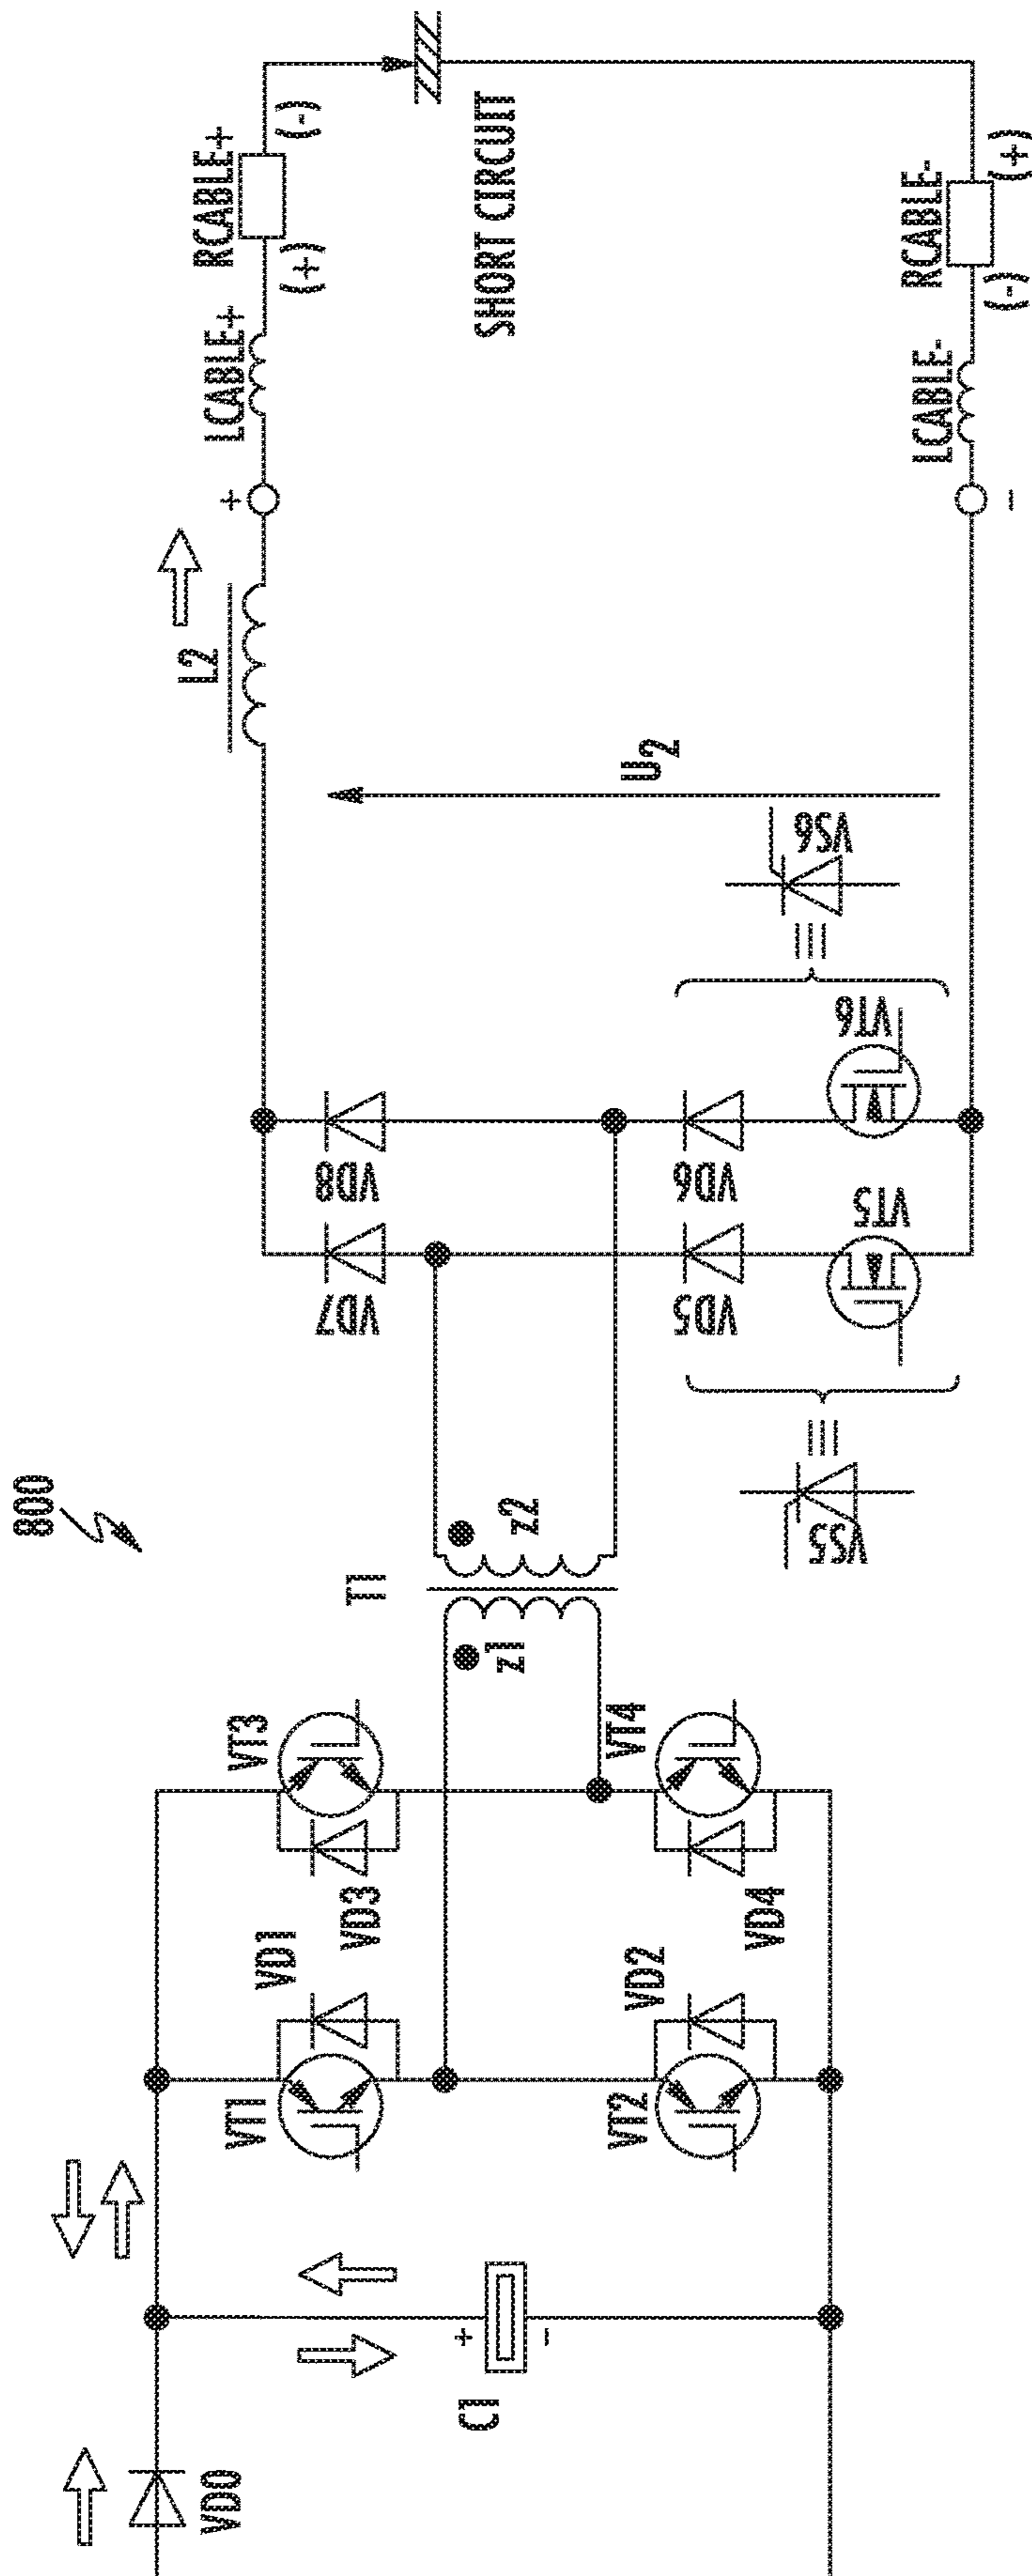 800
VD0
C1
+
−
VT1
VD1
VT2
VD2
VT3
VD3
VT4
VD4
T1
z1
z2
VD7
VD8
VD5
VD6
VT5
VT6
VS5
VS6
U2
L2
+
−
LCABLE+
RCABLE+
(+)
(-)
SHORT CIRCUIT
LCABLE-
RCABLE-
(-)
(+)